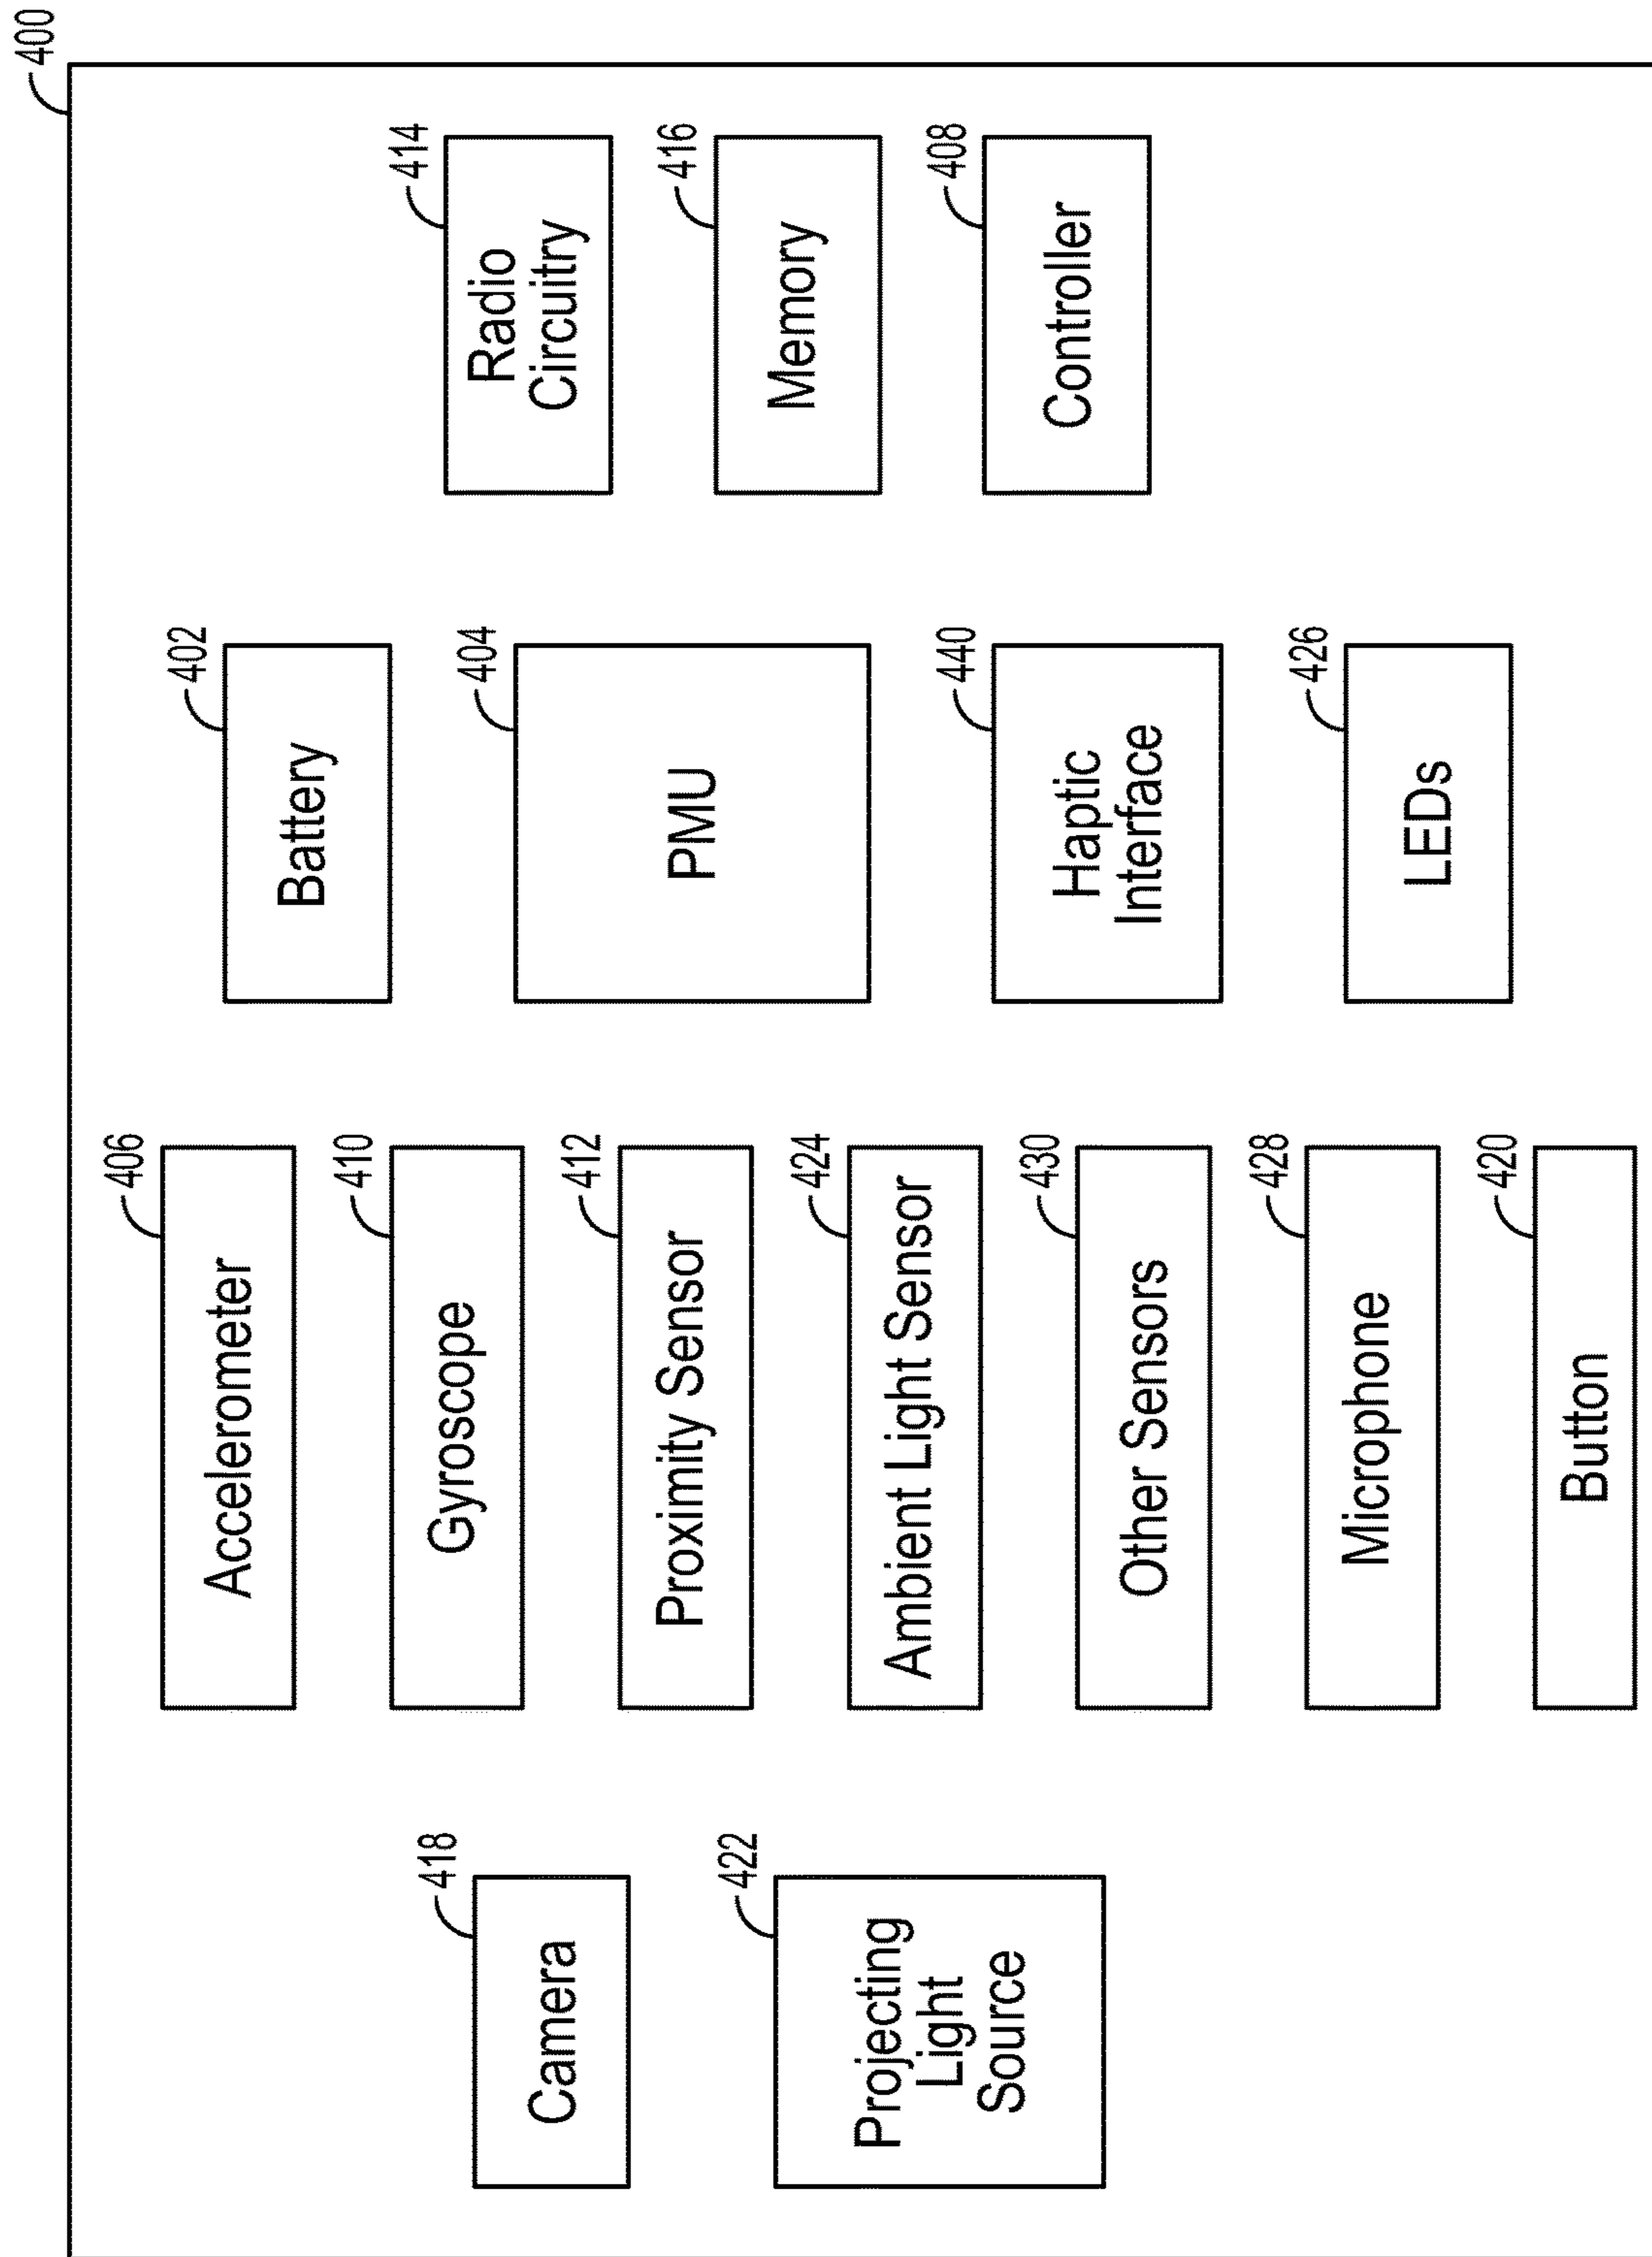 400
418
Camera
422
Projecting
Light
Source
406
Accelerometer
410
Gyroscope
412
Proximity Sensor
424
Ambient Light Sensor
430
Other Sensors
428
Microphone
420
Button
402
Battery
404
PMU
440
Haptic
Interface
426
LEDs
414
Radio
Circuitry
416
Memory
408
Controller